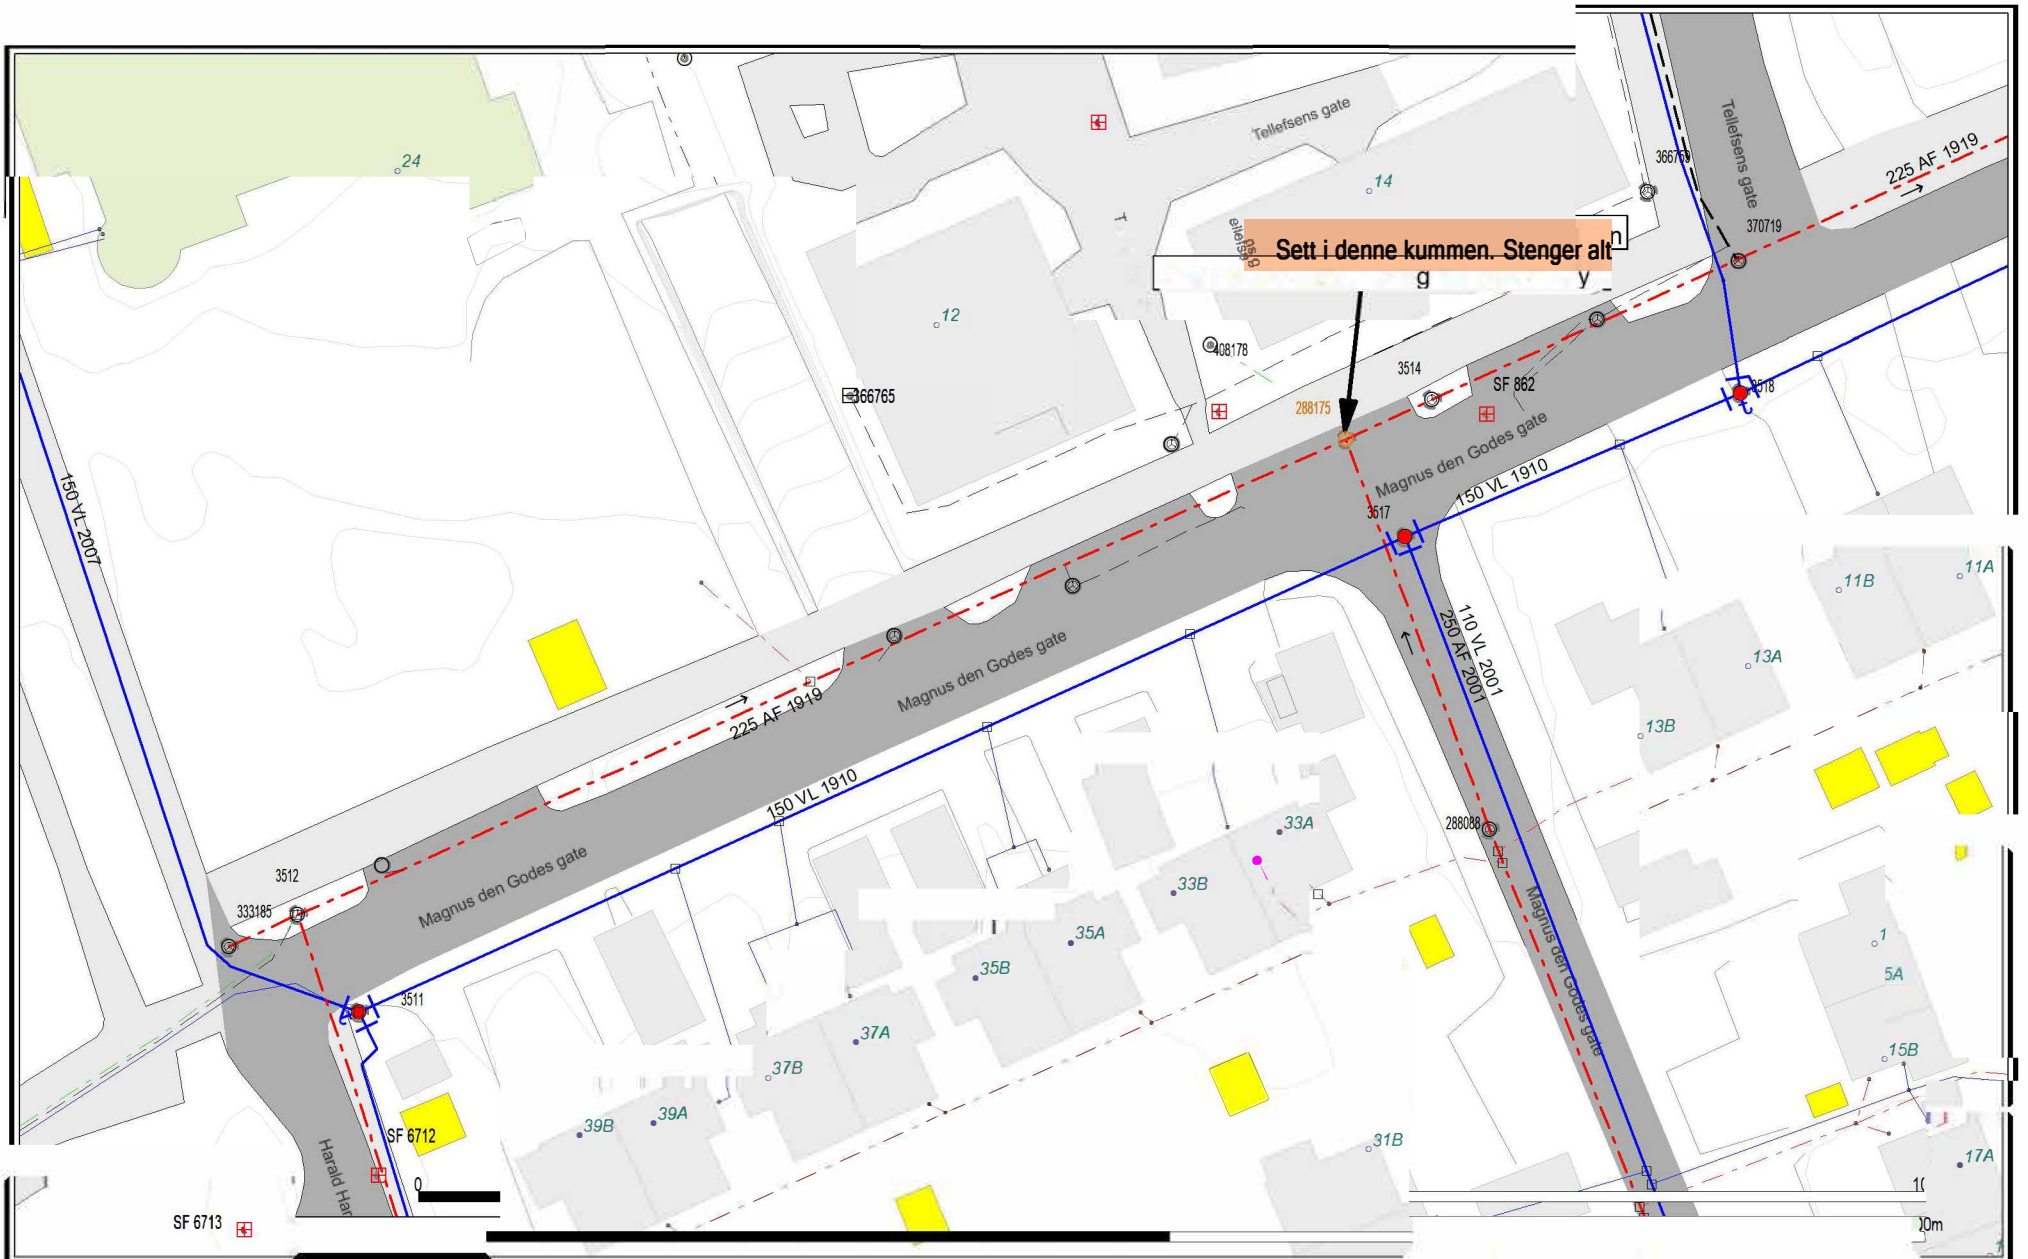 24
Tellefsens gate
14
Tellefsens gate
366759
225 AF 1919
370719
n
Sett i denne kummen. Stenger alt
g y
T
12
408178
3514
366765
SF 862
3518
288175
Magnus den Godes gate
150 VL 1910
3517
150 VL 2007
11B
11A
110 VL 2001
250 AF 2001
13A
13B
Magnus den Godes gate
225 AF 1919
150 VL 1910
33A
288088
33B
3512
Magnus den Godes gate
333185
35A
35B
Magnus den Godes gate
1
5A
3511
37A
37B
15B
39A
39B
SF 6712
31B
17A
Harald Har
0
10
SF 6713
00m